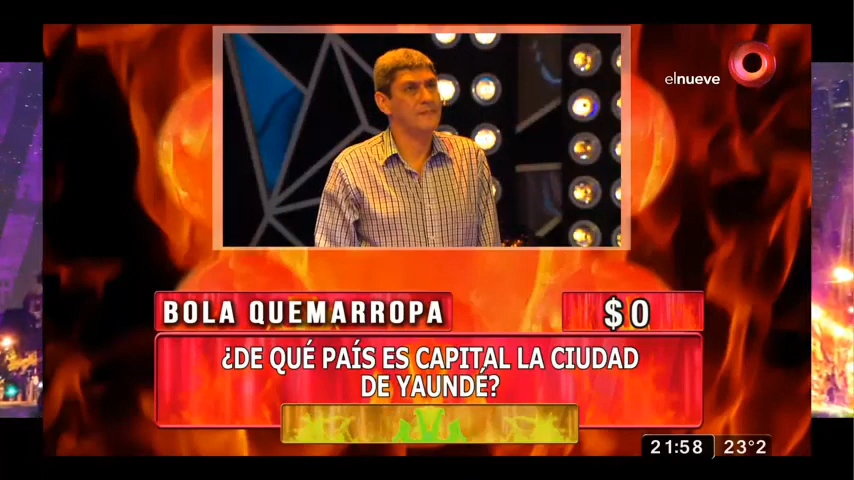 elnueve
BOLA QUEMARROPA
$0
¿DE QUÉ PAÍS ES CAPITAL LA CIUDAD
DE YAUNDÉ?
21:58
23°2